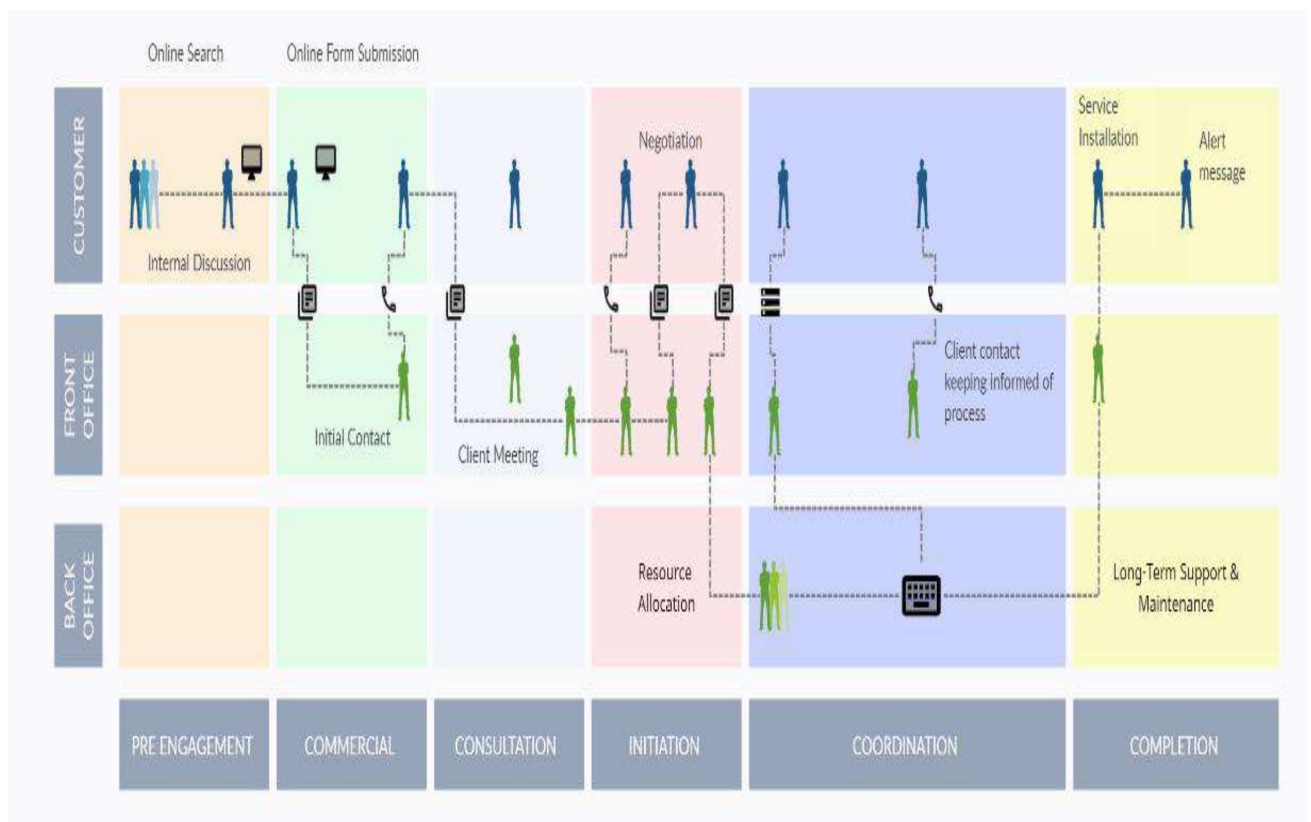 Online Search
Online Form Submission
CUSTOMER
Internal Discussion
Negotiation
Service
Installation
Alert
message
FRONT
OFFICE
Initial Contact
Client Meeting
Client contact
keeping informed of
process
BACK
OFFICE
Resource
Allocation
Long-Term Support &
Maintenance
PRE ENGAGEMENT
COMMERCIAL
CONSULTATION
INITIATION
COORDINATION
COMPLETION